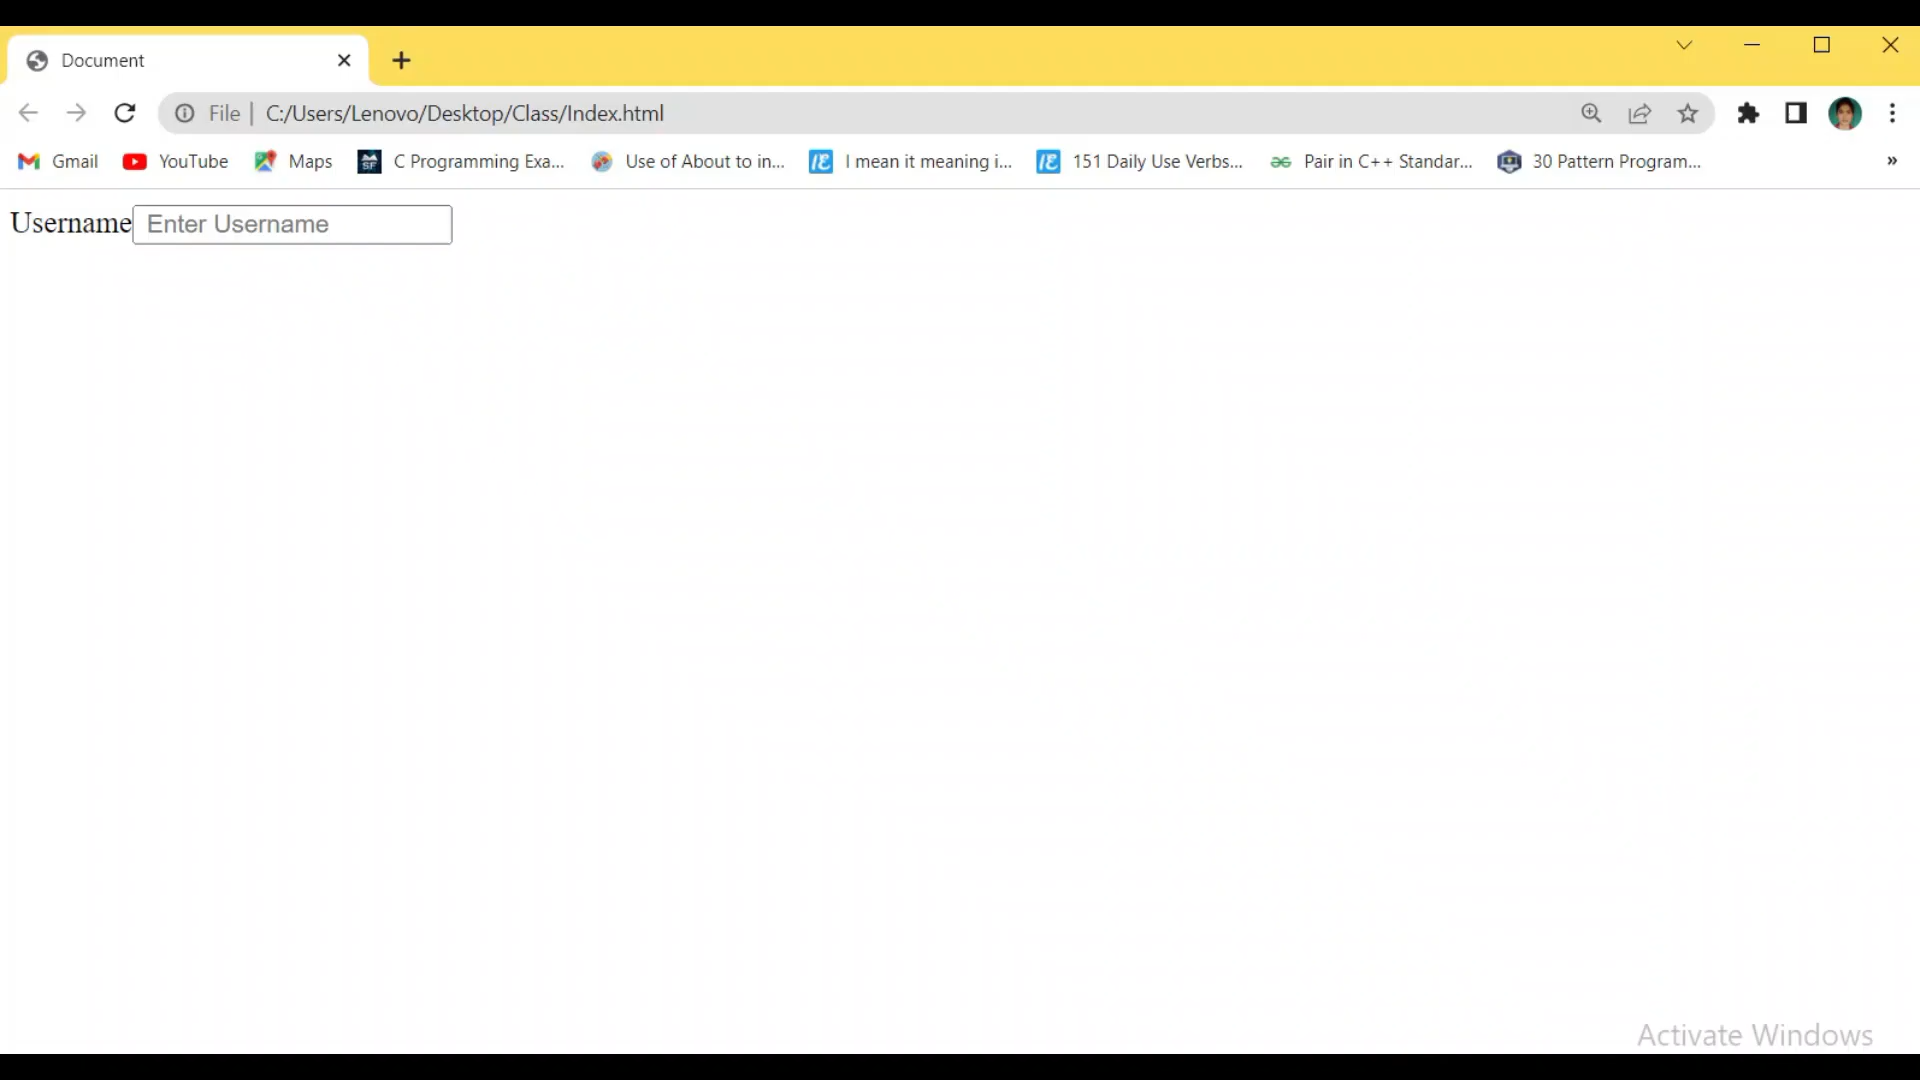 Document
File | C:/Users/Lenovo/Desktop/Class/Index.html
Gmail YouTube Maps C Programming Exa... Use of About to in... I mean it meaning i... 151 Daily Use Verbs... Pair in C++ Standar... 30 Pattern Program... »
Username Enter Username
Activate Windows